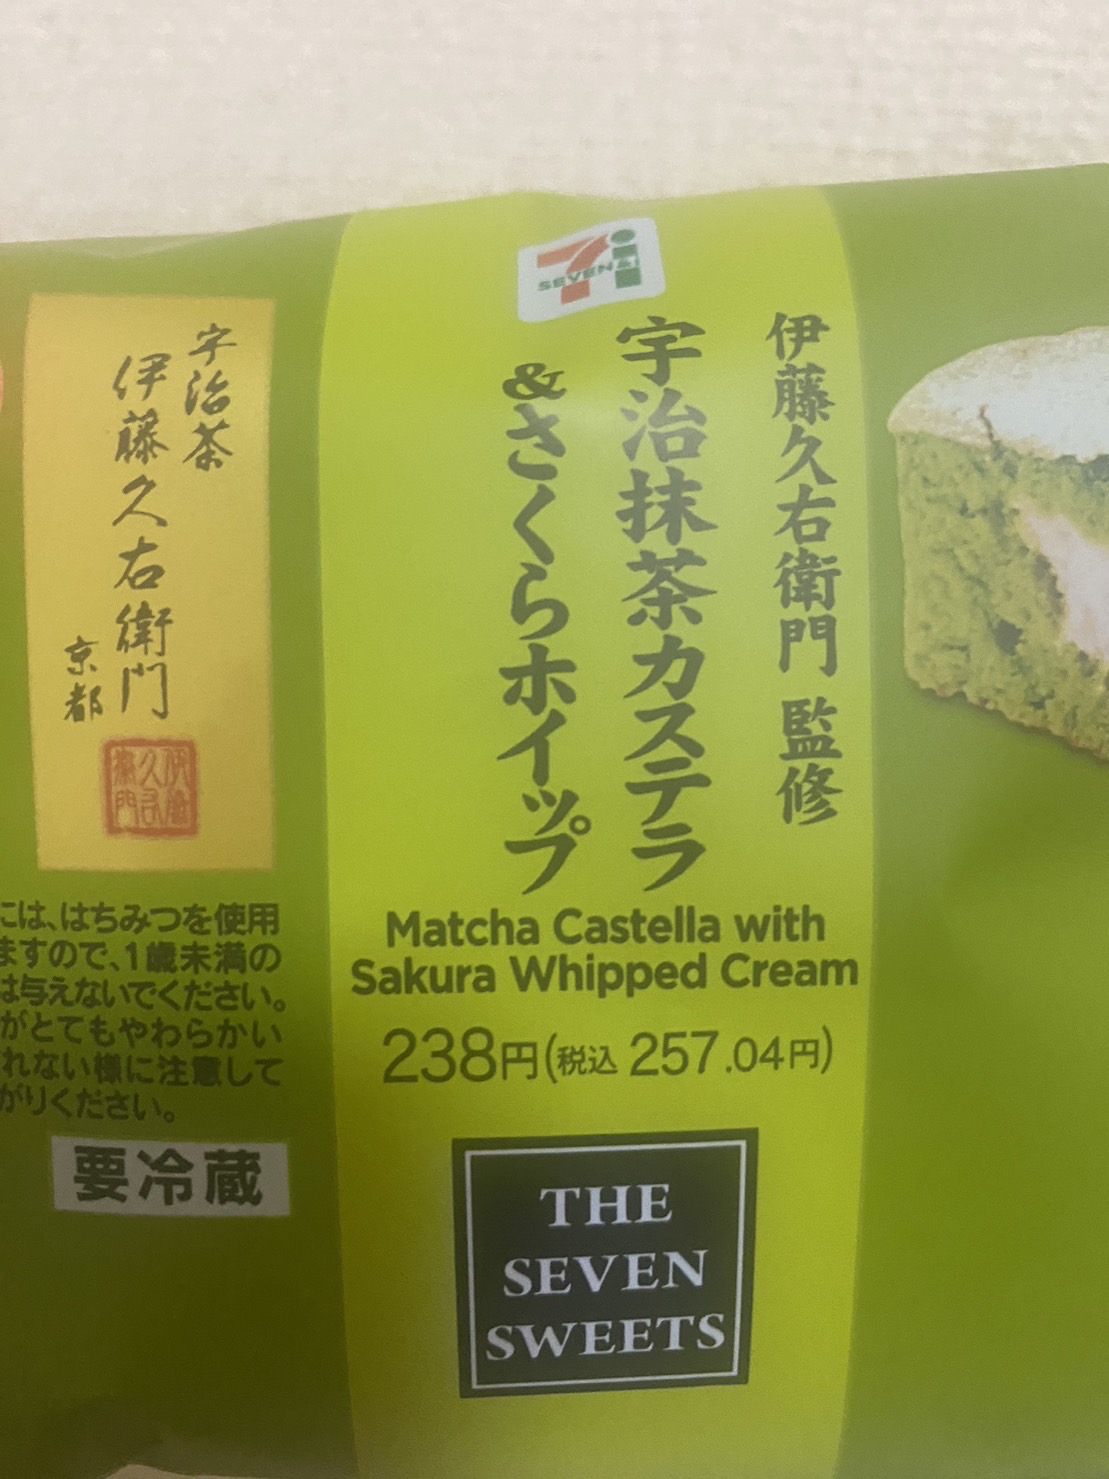 SEVEN & i
伊藤久右衛門 監修
宇治抹茶カステラ
&さくらホイップ
Matcha Castella with
Sakura Whipped Cream
238円(税込 257.04円)
THE
SEVEN
SWEETS
宇治茶
伊藤久右衛門
京都
には、はちみつを使用
ますので、1歳未満の
は与えないでください。
がとてもやわらかい
れない様に注意して
がりください。
要冷蔵